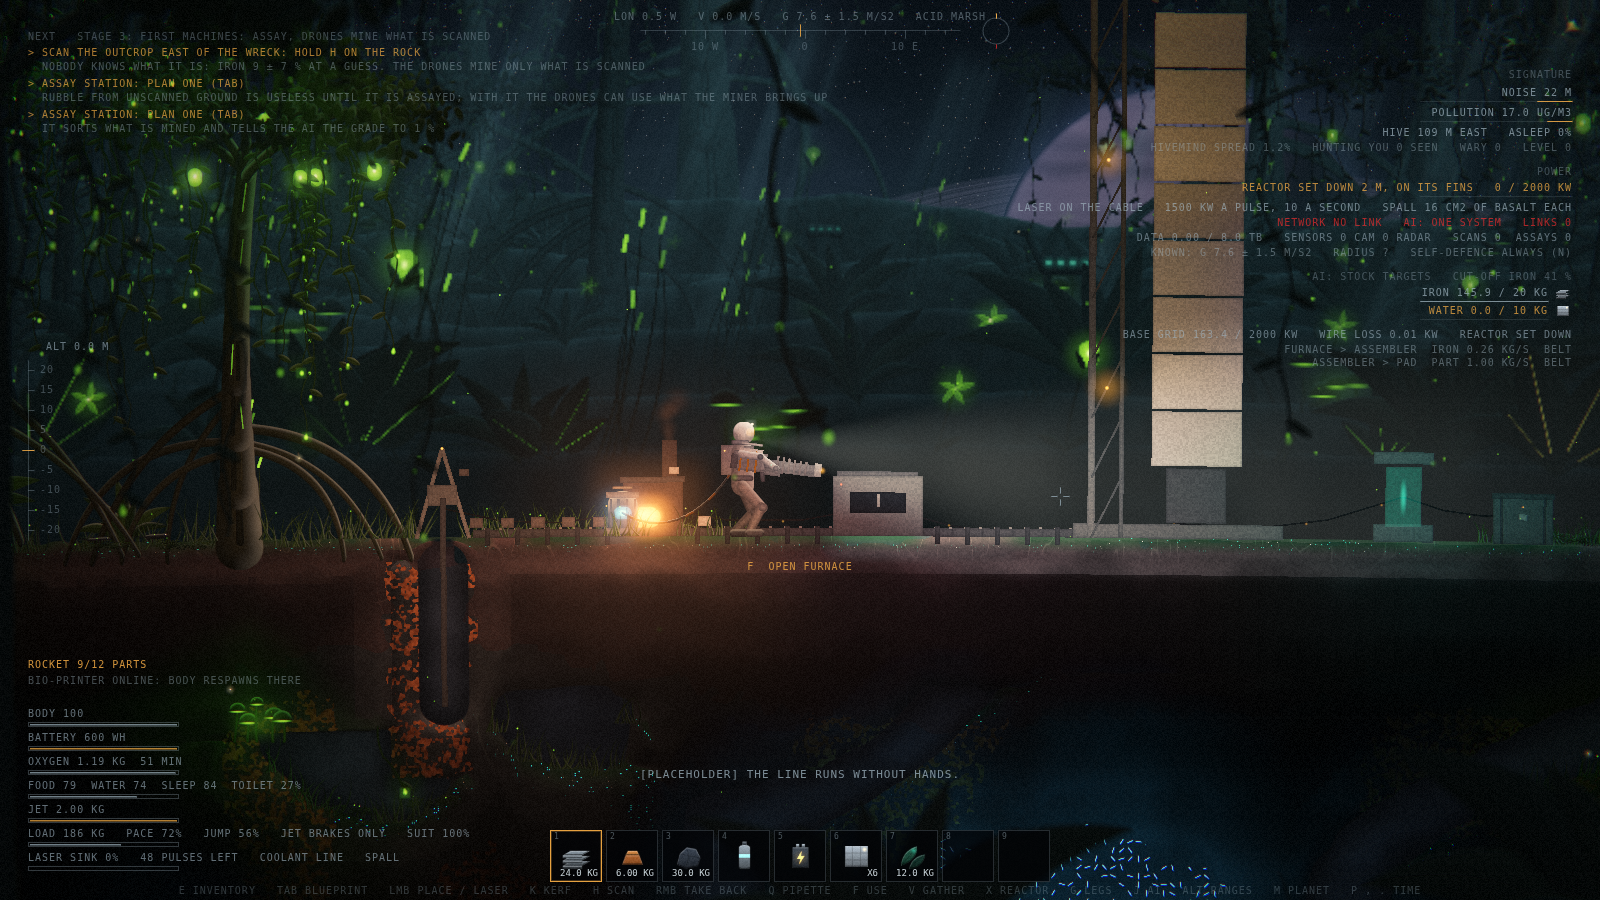 LON 0.5 W   V 0.0 M/S   G 7.6 ± 1.5 M/S2   ACID MARSH
10 W   0   10 E
NEXT   STAGE 3: FIRST MACHINES: ASSAY, DRONES MINE WHAT IS SCANNED
> SCAN THE OUTCROP EAST OF THE WRECK: HOLD H ON THE ROCK
NOBODY KNOWS WHAT IT IS: IRON 9 ± 7 % AT A GUESS. THE DRONES MINE ONLY WHAT IS SCANNED
> ASSAY STATION: PLAN ONE (TAB)
RUBBLE FROM UNSCANNED GROUND IS USELESS UNTIL IT IS ASSAYED; WITH IT THE DRONES CAN USE WHAT THE MINER BRINGS UP
> ASSAY STATION: PLAN ONE (TAB)
IT SORTS WHAT IS MINED AND TELLS THE AI THE GRADE TO 1 %
SIGNATURE
NOISE 22 M
POLLUTION 17.0 UG/M3
HIVE 109 M EAST   ASLEEP 0%
HIVEMIND SPREAD 1.2%   HUNTING YOU 0 SEEN   WARY 0   LEVEL 0
POWER
REACTOR SET DOWN 2 M, ON ITS FINS   0 / 2000 KW
LASER ON THE CABLE   1500 KW A PULSE, 10 A SECOND   SPALL 16 CM2 OF BASALT EACH
NETWORK NO LINK   AI: ONE SYSTEM   LINKS 0
DATA 0.00 / 8.0 TB   SENSORS 0 CAM 0 RADAR   SCANS 0   ASSAYS 0
KNOWN: G 7.6 ± 1.5 M/S2   RADIUS ?   SELF-DEFENCE ALWAYS (N)
AI: STOCK TARGETS   CUT OFF IRON 41 %
IRON 145.9 / 20 KG
WATER 0.0 / 10 KG
BASE GRID 163.4 / 2000 KW   WIRE LOSS 0.01 KW   REACTOR SET DOWN
FURNACE > ASSEMBLER  IRON 0.26 KG/S  BELT
ASSEMBLER > PAD  PART 1.00 KG/S  BELT
ALT 0.0 M
20
15
10
5
0
-5
-10
-15
-20
F  OPEN FURNACE
ROCKET 9/12 PARTS
BIO-PRINTER ONLINE: BODY RESPAWNS THERE
BODY 100
BATTERY 600 WH
OXYGEN 1.19 KG  51 MIN
FOOD 79  WATER 74  SLEEP 84  TOILET 27%
JET 2.00 KG
LOAD 186 KG   PACE 72%   JUMP 56%   JET BRAKES ONLY   SUIT 100%
LASER SINK 0%   48 PULSES LEFT   COOLANT LINE   SPALL
[PLACEHOLDER] THE LINE RUNS WITHOUT HANDS.
1 2 3 4 5 6 7 8 9
24.0 KG   6.00 KG   30.0 KG   X6   12.0 KG
E INVENTORY   TAB BLUEPRINT   LMB PLACE / LASER   K KERF   H SCAN   RMB TAKE BACK   Q PIPETTE   F USE   V GATHER   X REACTOR   G LEGS   J AI   ALT RANGES   M PLANET   P , . TIME